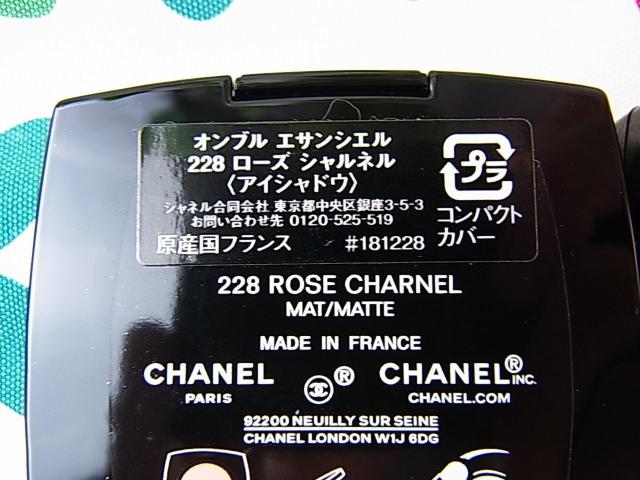 オンブル エサンシエル
228 ローズ シャルネル
〈アイシャドウ〉
シャネル合同会社 東京都中央区銀座3-5-3
お問い合わせ先 0120-525-519
原産国フランス #181228
プラ
コンパクト
カバー
228 ROSE CHARNEL
MAT/MATTE
MADE IN FRANCE
CHANEL ® CHANEL® INC.
PARIS CHANEL.COM
92200 NEUILLY SUR SEINE
CHANEL LONDON W1J 6DG